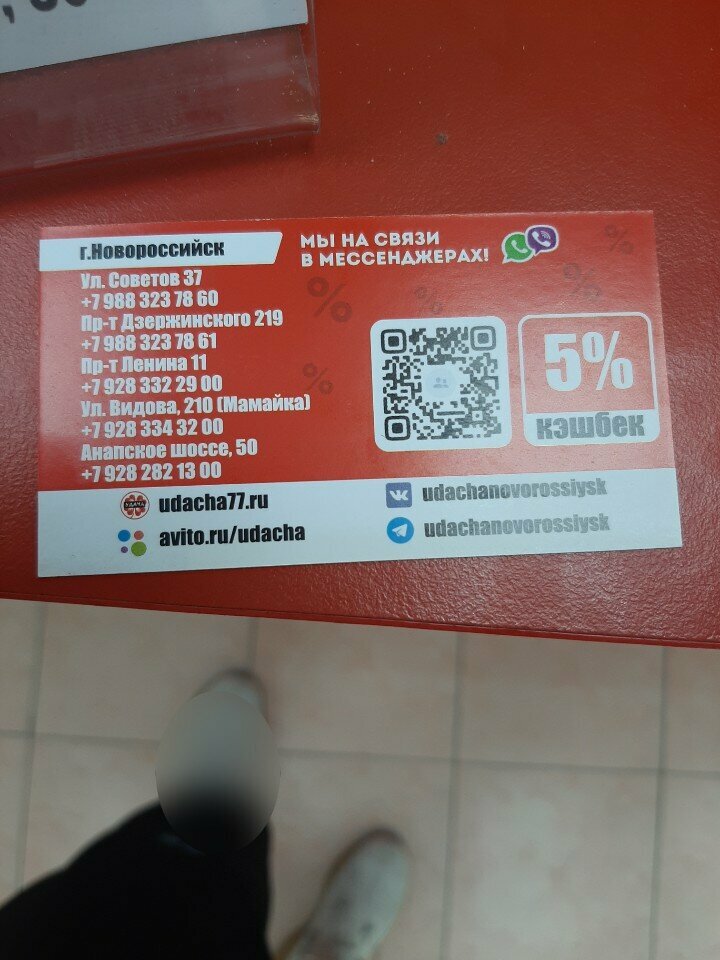 г.Новороссийск
МЫ НА СВЯЗИ
В МЕССЕНДЖЕРАХ!
Ул. Советов 37
+7 988 323 78 60
Пр-т Дзержинского 219
+7 988 323 78 61
Пр-т Ленина 11
+7 928 332 29 00
Ул. Видова, 210 (Мамайка)
+7 928 334 32 00
Анапское шоссе, 50
+7 928 282 13 00
5%
кэшбек
УДАЧА
udacha77.ru
avito.ru/udacha
udachanovorossiysk
udachanovorossiysk